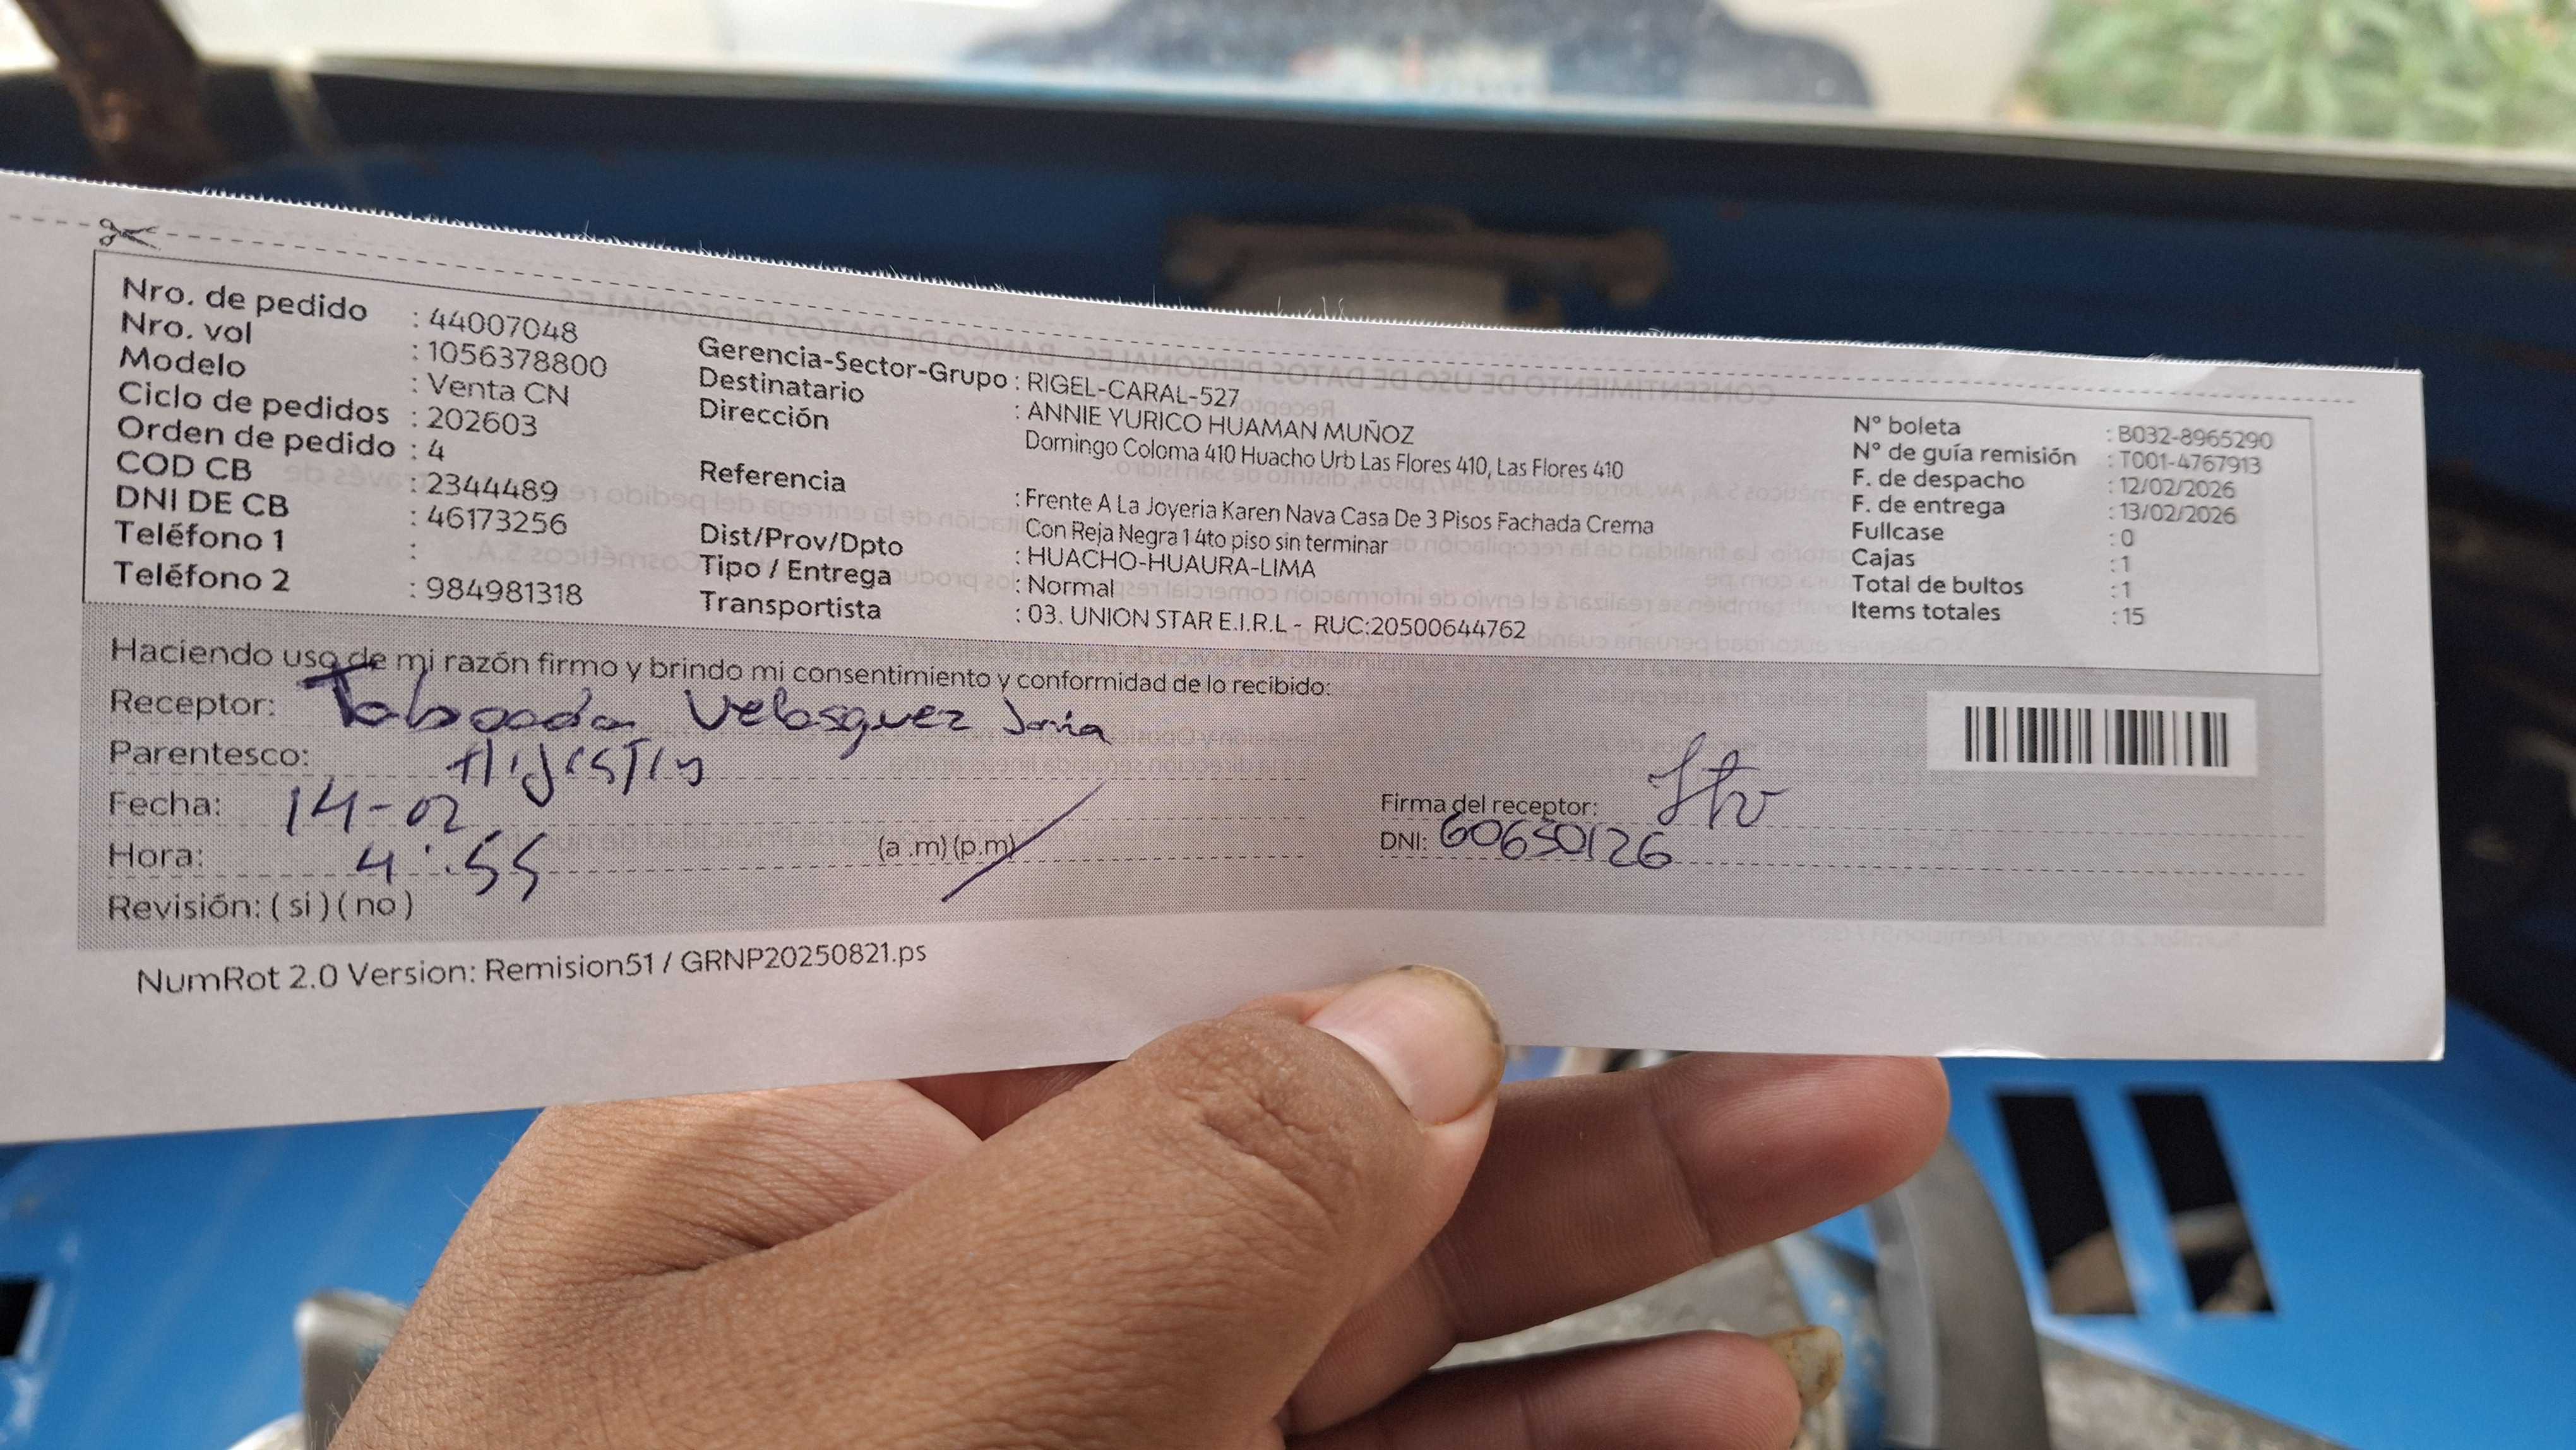 Nro. de pedido : 44007048
Nro. vol : 1056378800
Modelo : Venta CN
Ciclo de pedidos : 202603
Orden de pedido : 4
COD CB : 2344489
DNI DE CB : 46173256
Teléfono 1 :
Teléfono 2 : 984981318
Gerencia-Sector-Grupo : RIGEL-CARAL-527
Destinatario : ANNIE YURICO HUAMAN MUÑOZ
Dirección Domingo Coloma 410 Huacho Urb Las Flores 410, Las Flores 410
Referencia : Frente A La Joyeria Karen Nava Casa De 3 Pisos Fachada Crema
Con Reja Negra 1 4to piso sin terminar
Dist/Prov/Dpto : HUACHO-HUAURA-LIMA
Tipo / Entrega : Normal
Transportista : 03. UNION STAR E.I.R.L - RUC:20500644762
N° boleta : B032-8965290
N° de guía remisión : T001-4767913
F. de despacho : 12/02/2026
F. de entrega : 13/02/2026
Fullcase : 0
Cajas : 1
Total de bultos : 1
Items totales : 15
Haciendo uso de mi razón firmo y brindo mi consentimiento y conformidad de lo recibido:
Receptor: Taboada Velasquez
Parentesco:
Fecha: 14-02
Hora: 4:55 (a.m) (p.m)
Revisión: ( si ) ( no )
Firma del receptor:
DNI: 60650126
NumRot 2.0 Version: Remision51 / GRNP20250821.ps